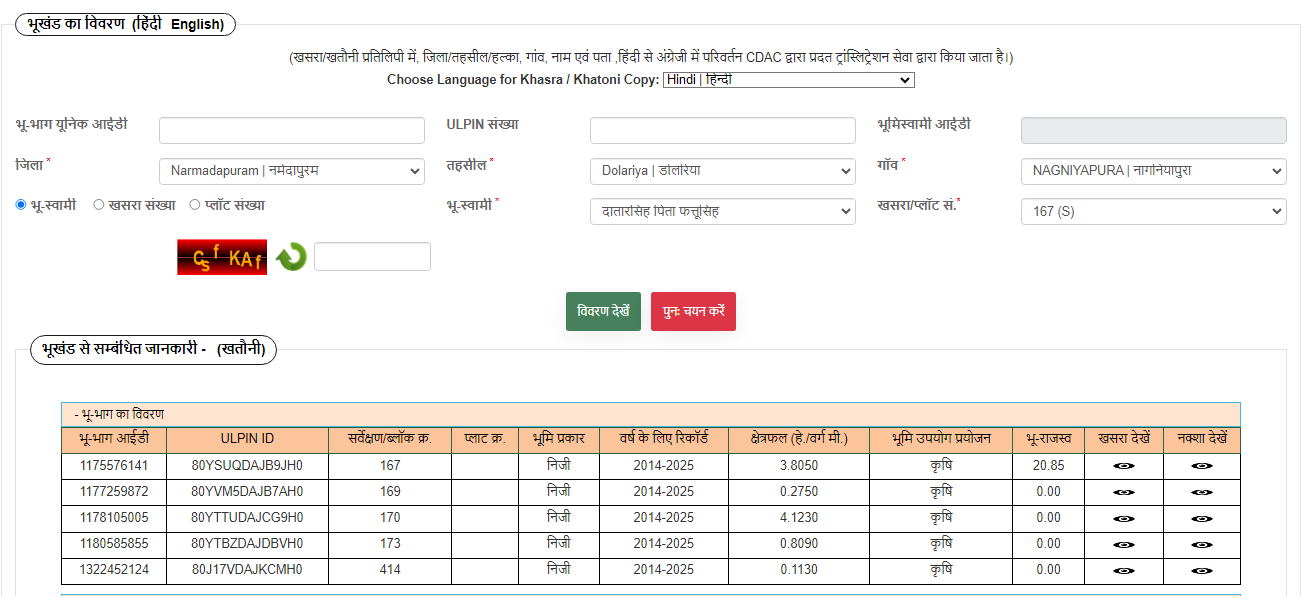 भूखंड का विवरण (हिंदी English)
(खसरा/खतौनी प्रतिलिपी में, जिला/तहसील/हल्का, गांव, नाम एवं पता ,हिंदी से अंग्रेजी में परिवर्तन CDAC द्वारा प्रदत ट्रांस्लिट्रेशन सेवा द्वारा किया जाता है।)
Choose Language for Khasra / Khatoni Copy: Hindi | हिन्दी
भू-भाग यूनिक आईडी ULPIN संख्या भूमिस्वामी आईडी
जिला * Narmadapuram | नर्मदापुरम तहसील * Dolariya | डोलरिया गाँव * NAGNIYAPURA | नागनियापुरा
भू-स्वामी खसरा संख्या प्लॉट संख्या भू-स्वामी * दातारसिंह पिता फत्तूसिंह खसरा/प्लॉट सं.* 167 (S)
CsfKAf
विवरण देखें पुनः चयन करें
भूखंड से सम्बंधित जानकारी - (खतौनी)
- भू-भाग का विवरण
भू-भाग आईडी ULPIN ID सर्वेक्षण/ब्लॉक क्र. प्लाट क्र. भूमि प्रकार वर्ष के लिए रिकॉर्ड क्षेत्रफल (हे./वर्ग मी.) भूमि उपयोग प्रयोजन भू-राजस्व खसरा देखें नक्शा देखें
1175576141 80YSUQDAJB9JH0 167 निजी 2014-2025 3.8050 कृषि 20.85
1177259872 80YVM5DAJB7AH0 169 निजी 2014-2025 0.2750 कृषि 0.00
1178105005 80YTTUDAJCG9H0 170 निजी 2014-2025 4.1230 कृषि 0.00
1180585855 80YTBZDAJDBVH0 173 निजी 2014-2025 0.8090 कृषि 0.00
1322452124 80J17VDAJKCMH0 414 निजी 2014-2025 0.1130 कृषि 0.00